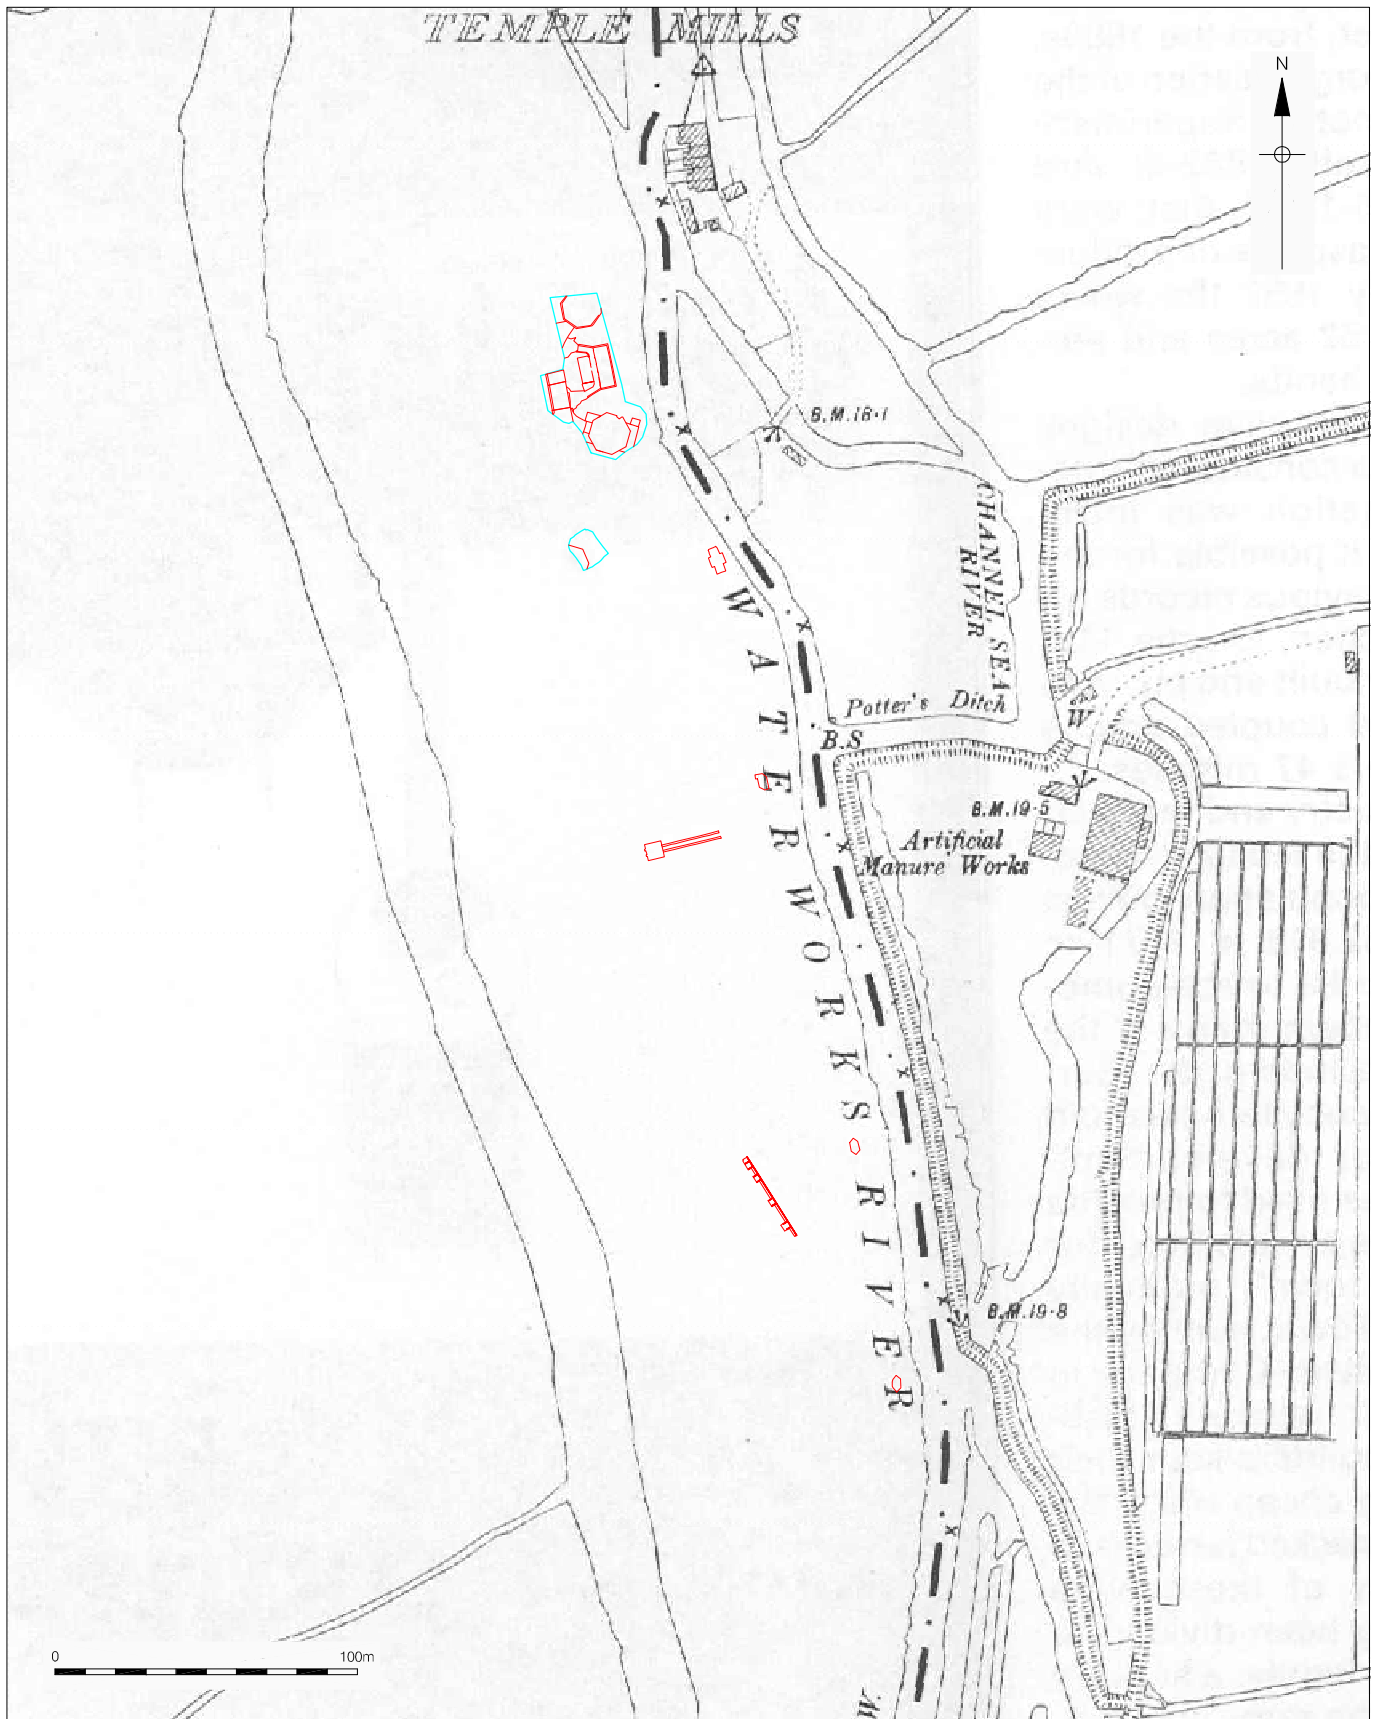 TEMPLE MILLS
N
B.M.18·1
CHANNEL SEA
RIVER
Potter's Ditch
W
B.S
B.M.19·5
Artificial
Manure Works
WATERWORKS RIVER
B.M.19·8
0 100m